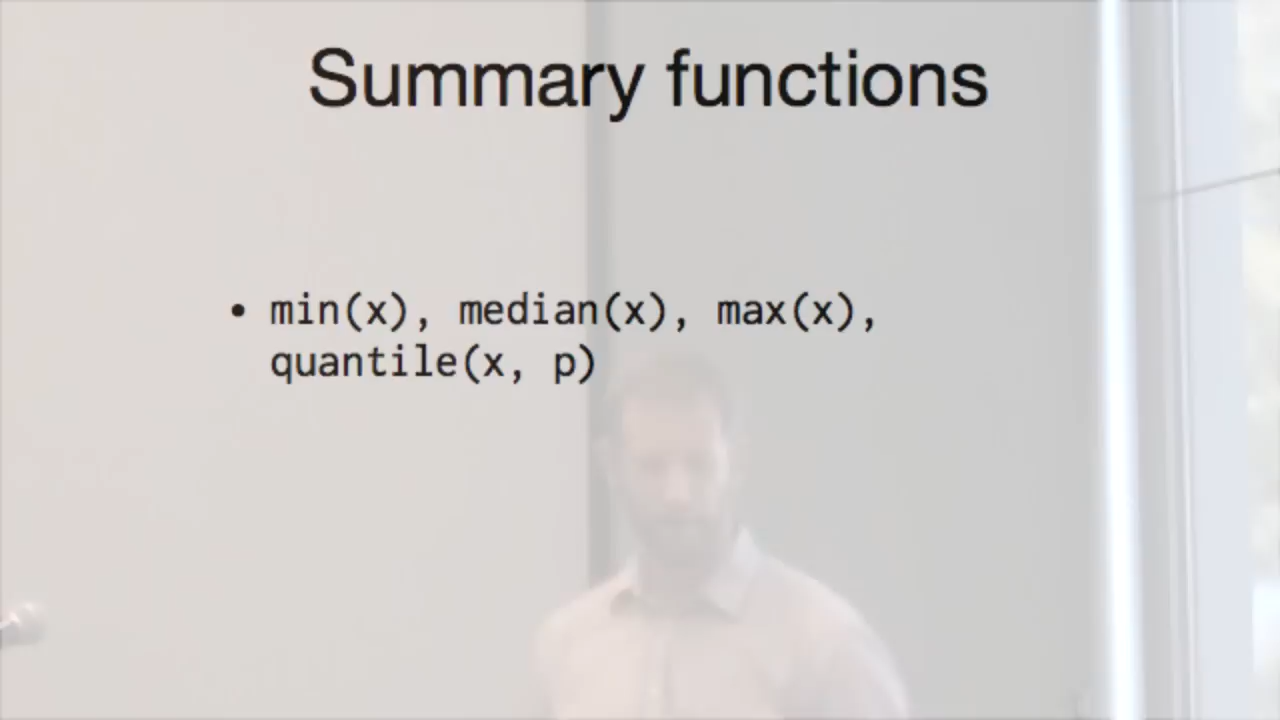 Summary functions
• min(x), median(x), max(x),
quantile(x, p)